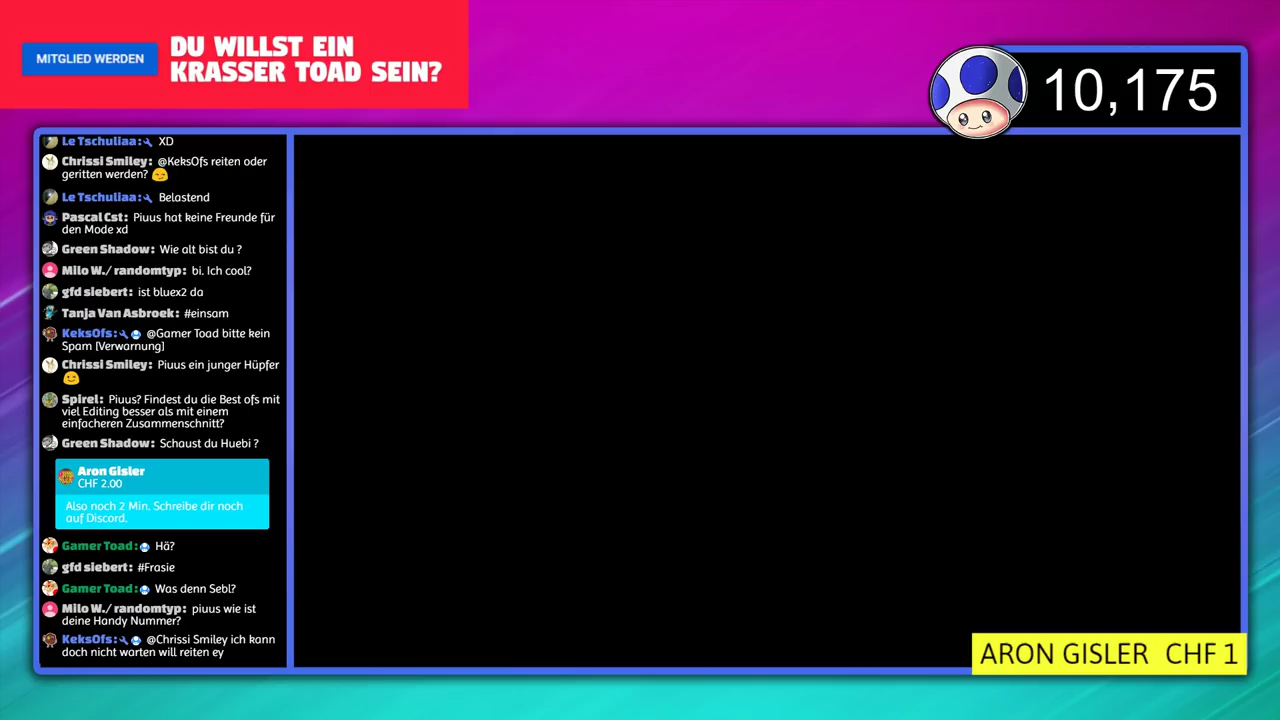 MITGLIED WERDEN
DU WILLST EIN
KRASSER TOAD SEIN?
10,175
Le Tschuliaa: XD
Chrissi Smiley: @KeksOfs reiten oder
geritten werden?
Le Tschuliaa: Belastend
Pascal Cst: Piuus hat keine Freunde für
den Mode xd
Green Shadow: Wie alt bist du ?
Milo W./ randomtyp: bi. Ich cool?
gfd siebert: ist bluex2 da
Tanja Van Asbroek: #einsam
KeksOfs: @Gamer Toad bitte kein
Spam [Verwarnung]
Chrissi Smiley: Piuus ein junger Hüpfer
Spirel: Piuus? Findest du die Best ofs mit
viel Editing besser als mit einem
einfacheren Zusammenschnitt?
Green Shadow: Schaust du Huebi ?
Aron Gisler
CHF 2.00
Also noch 2 Min. Schreibe dir noch
auf Discord.
Gamer Toad: Hä?
gfd siebert: #Frasie
Gamer Toad: Was denn Sebl?
Milo W./ randomtyp: piuus wie ist
deine Handy Nummer?
KeksOfs: @Chrissi Smiley ich kann
doch nicht warten will reiten ey
ARON GISLER CHF 1